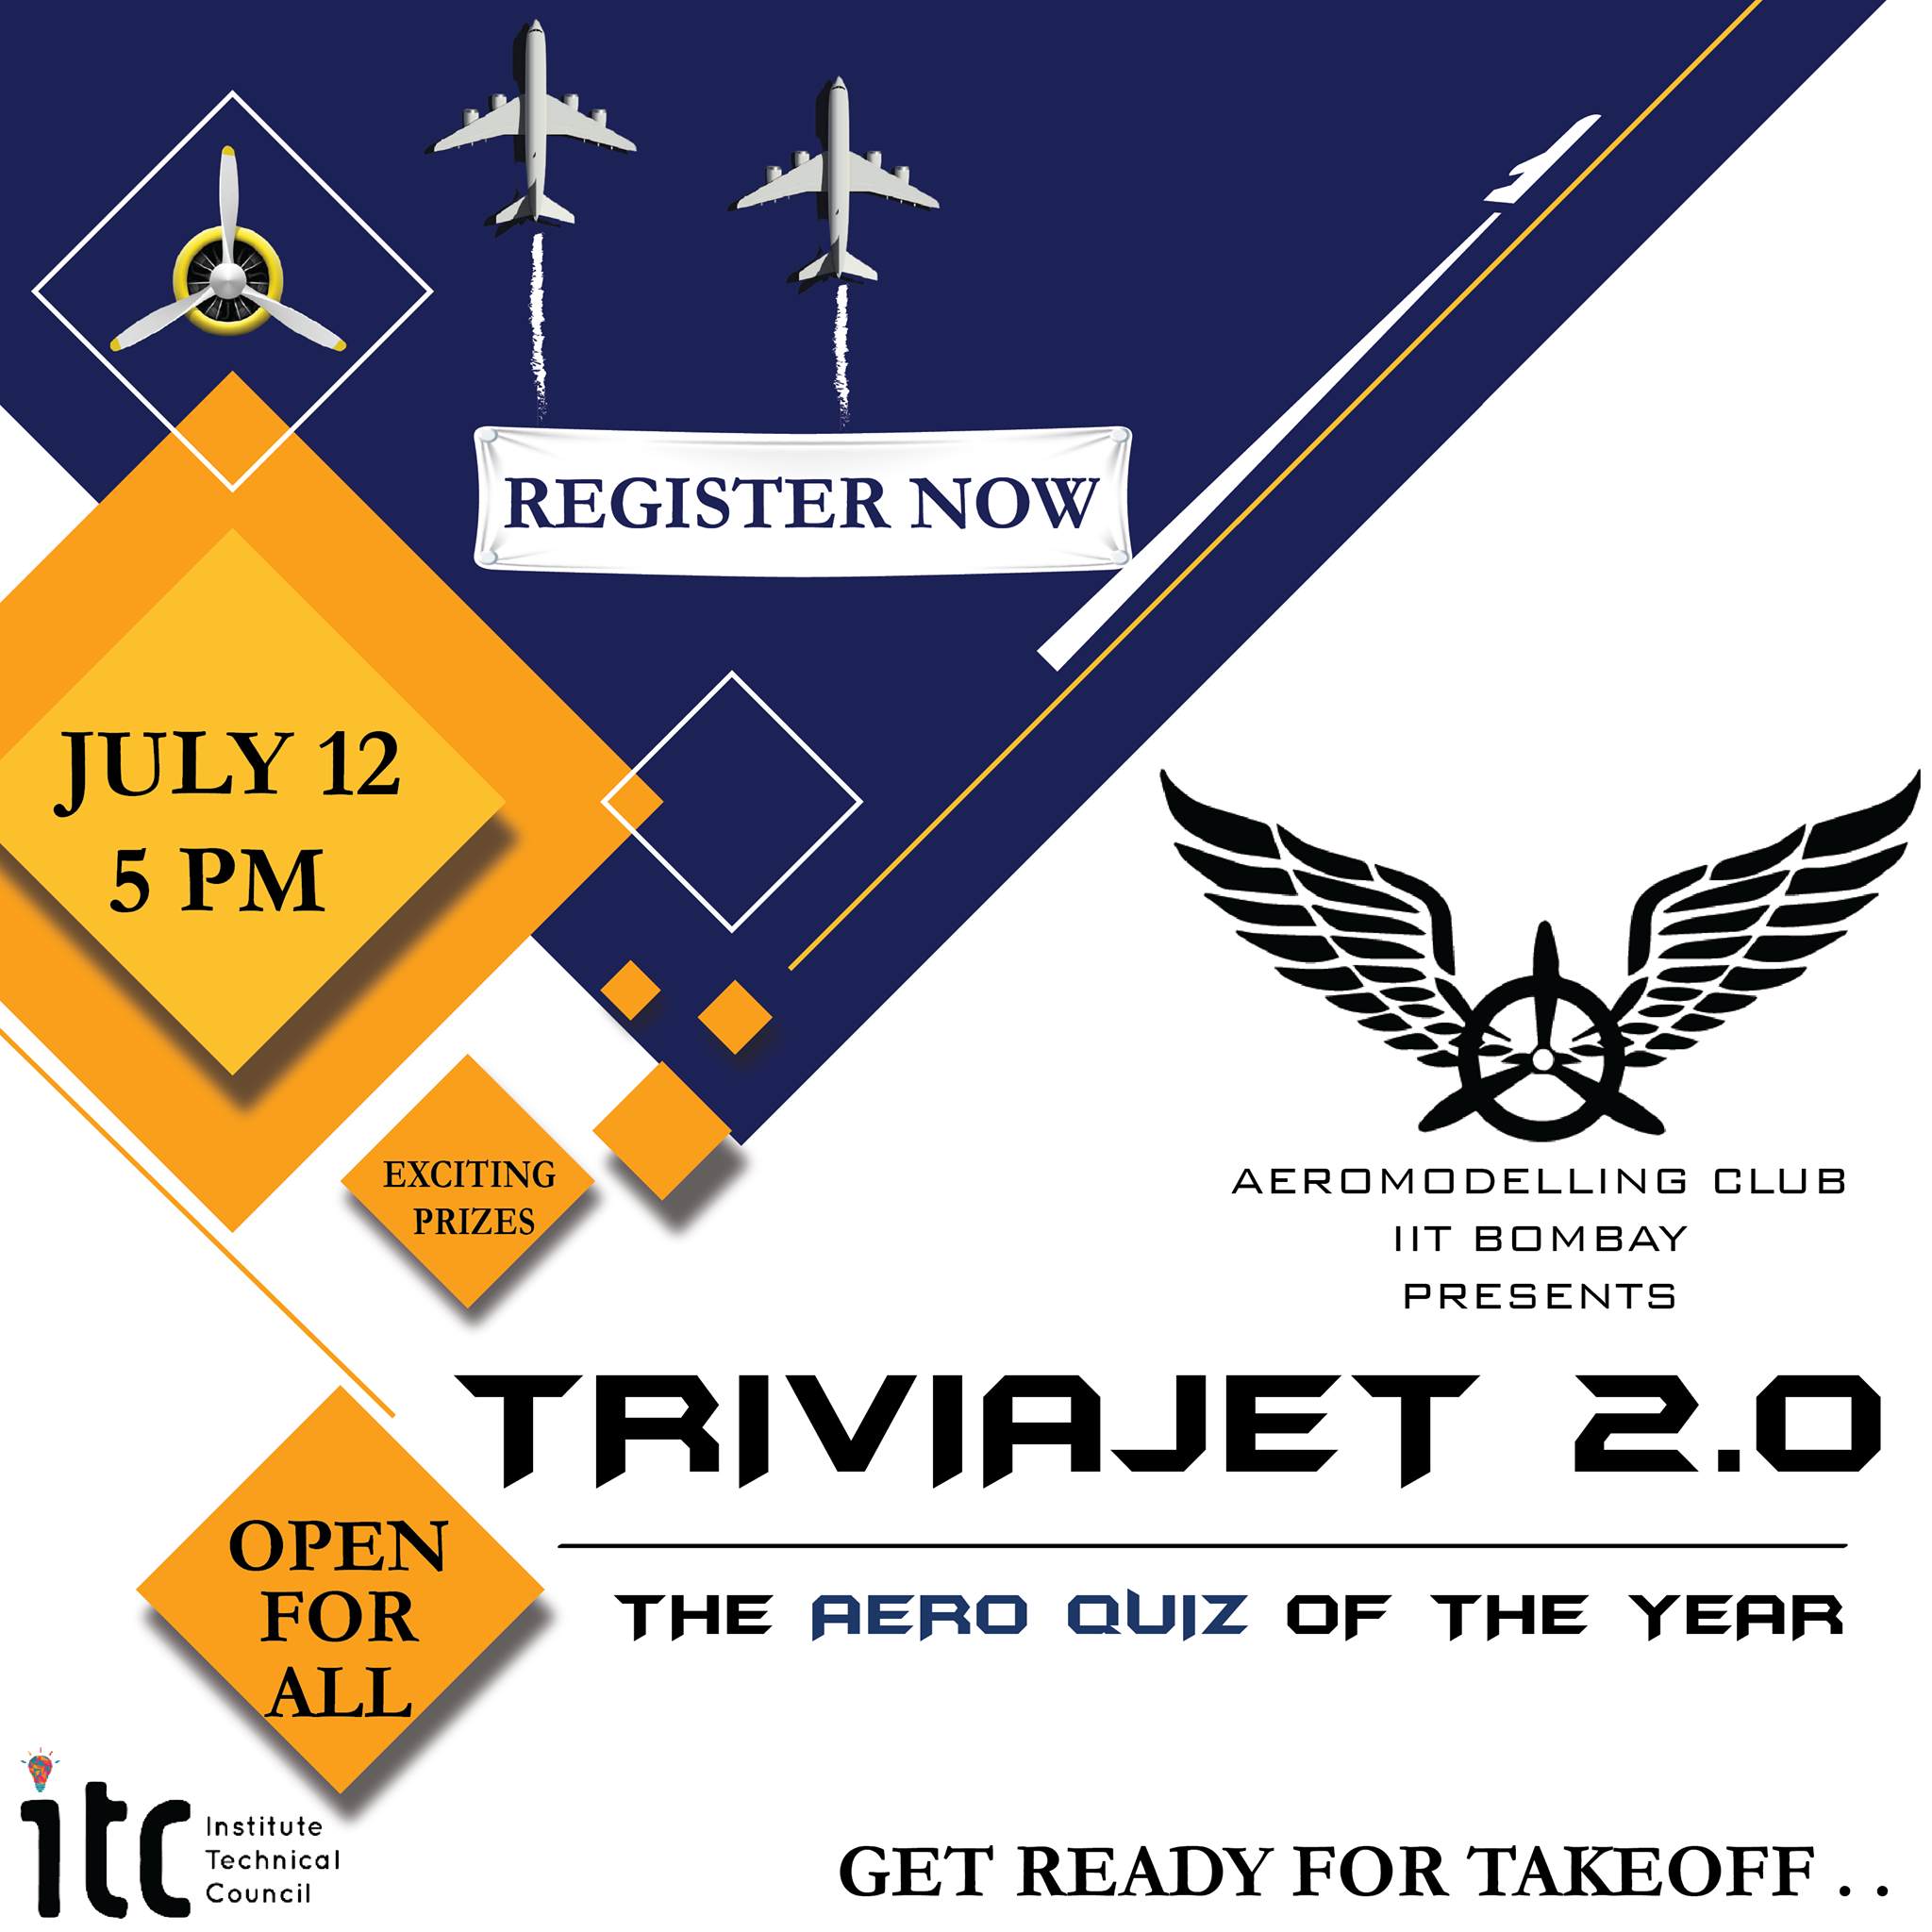 REGISTER NOW
JULY 12
5 PM
EXCITING
PRIZES
AEROMODELLING CLUB
IIT BOMBAY
PRESENTS
TRIVIAJET 2.0
THE AERO QUIZ OF THE YEAR
OPEN
FOR
ALL
itc
Institute
Technical
Council
GET READY FOR TAKEOFF . .